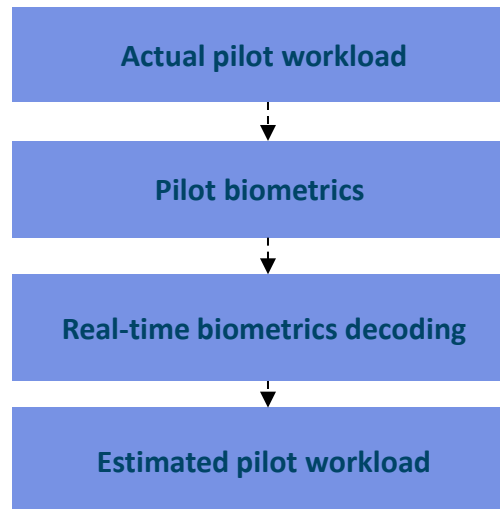 Actual pilot workload
Pilot biometrics
Real-time biometrics decoding
Estimated pilot workload